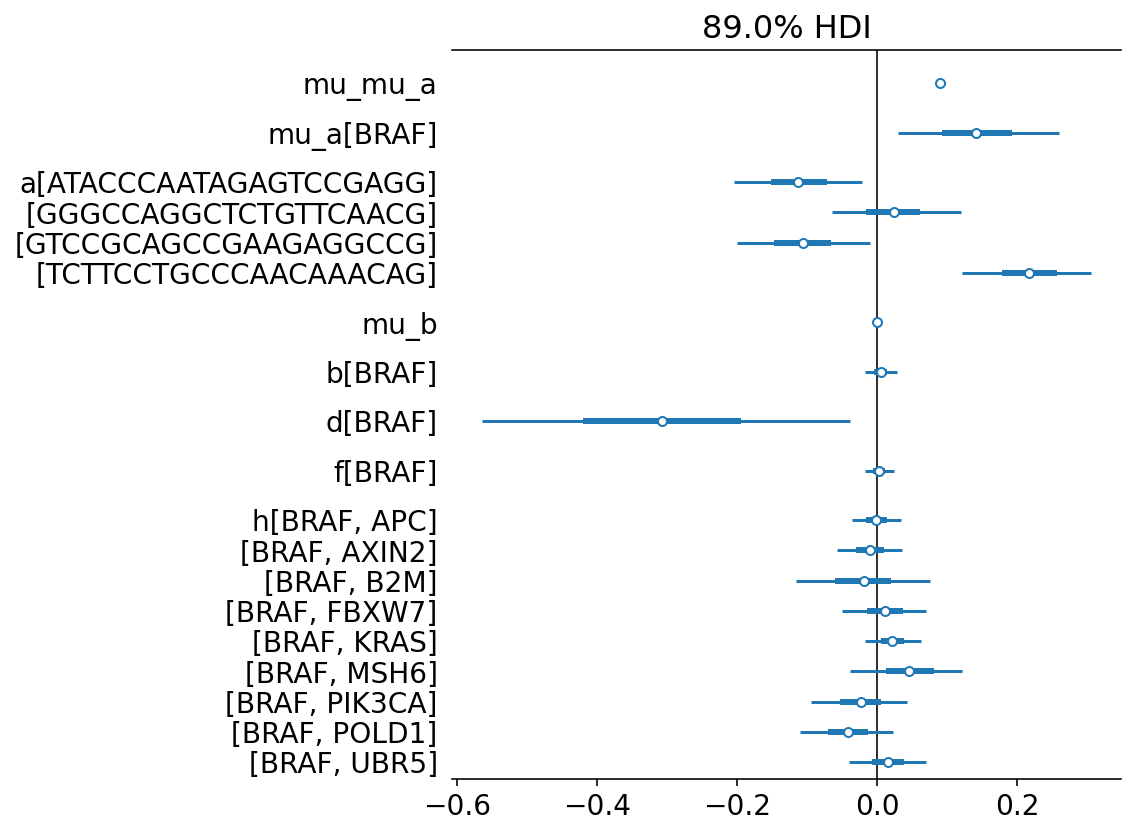 89.0% HDI
mu_mu_a
mu_a[BRAF]
a[ATACCCAATAGAGTCCGAGG]
[GGGCCAGGCTCTGTTCAACG]
[GTCCGCAGCCGAAGAGGCCG]
[TCTTCCTGCCCAACAAACAG]
mu_b
b[BRAF]
d[BRAF]
f[BRAF]
h[BRAF, APC]
[BRAF, AXIN2]
[BRAF, B2M]
[BRAF, FBXW7]
[BRAF, KRAS]
[BRAF, MSH6]
[BRAF, PIK3CA]
[BRAF, POLD1]
[BRAF, UBR5]
−0.6 −0.4 −0.2 0.0 0.2